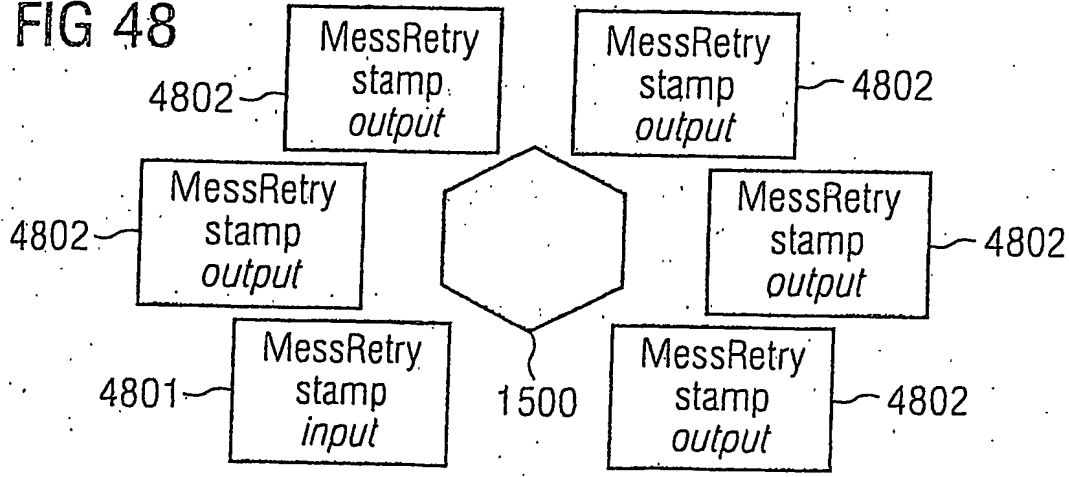 FIG 48
MessRetry
stamp
output
4802
MessRetry
stamp
output
4802
MessRetry
stamp
output
4802
MessRetry
stamp
output
4802
MessRetry
stamp
input
4801
1500
MessRetry
stamp
output
4802